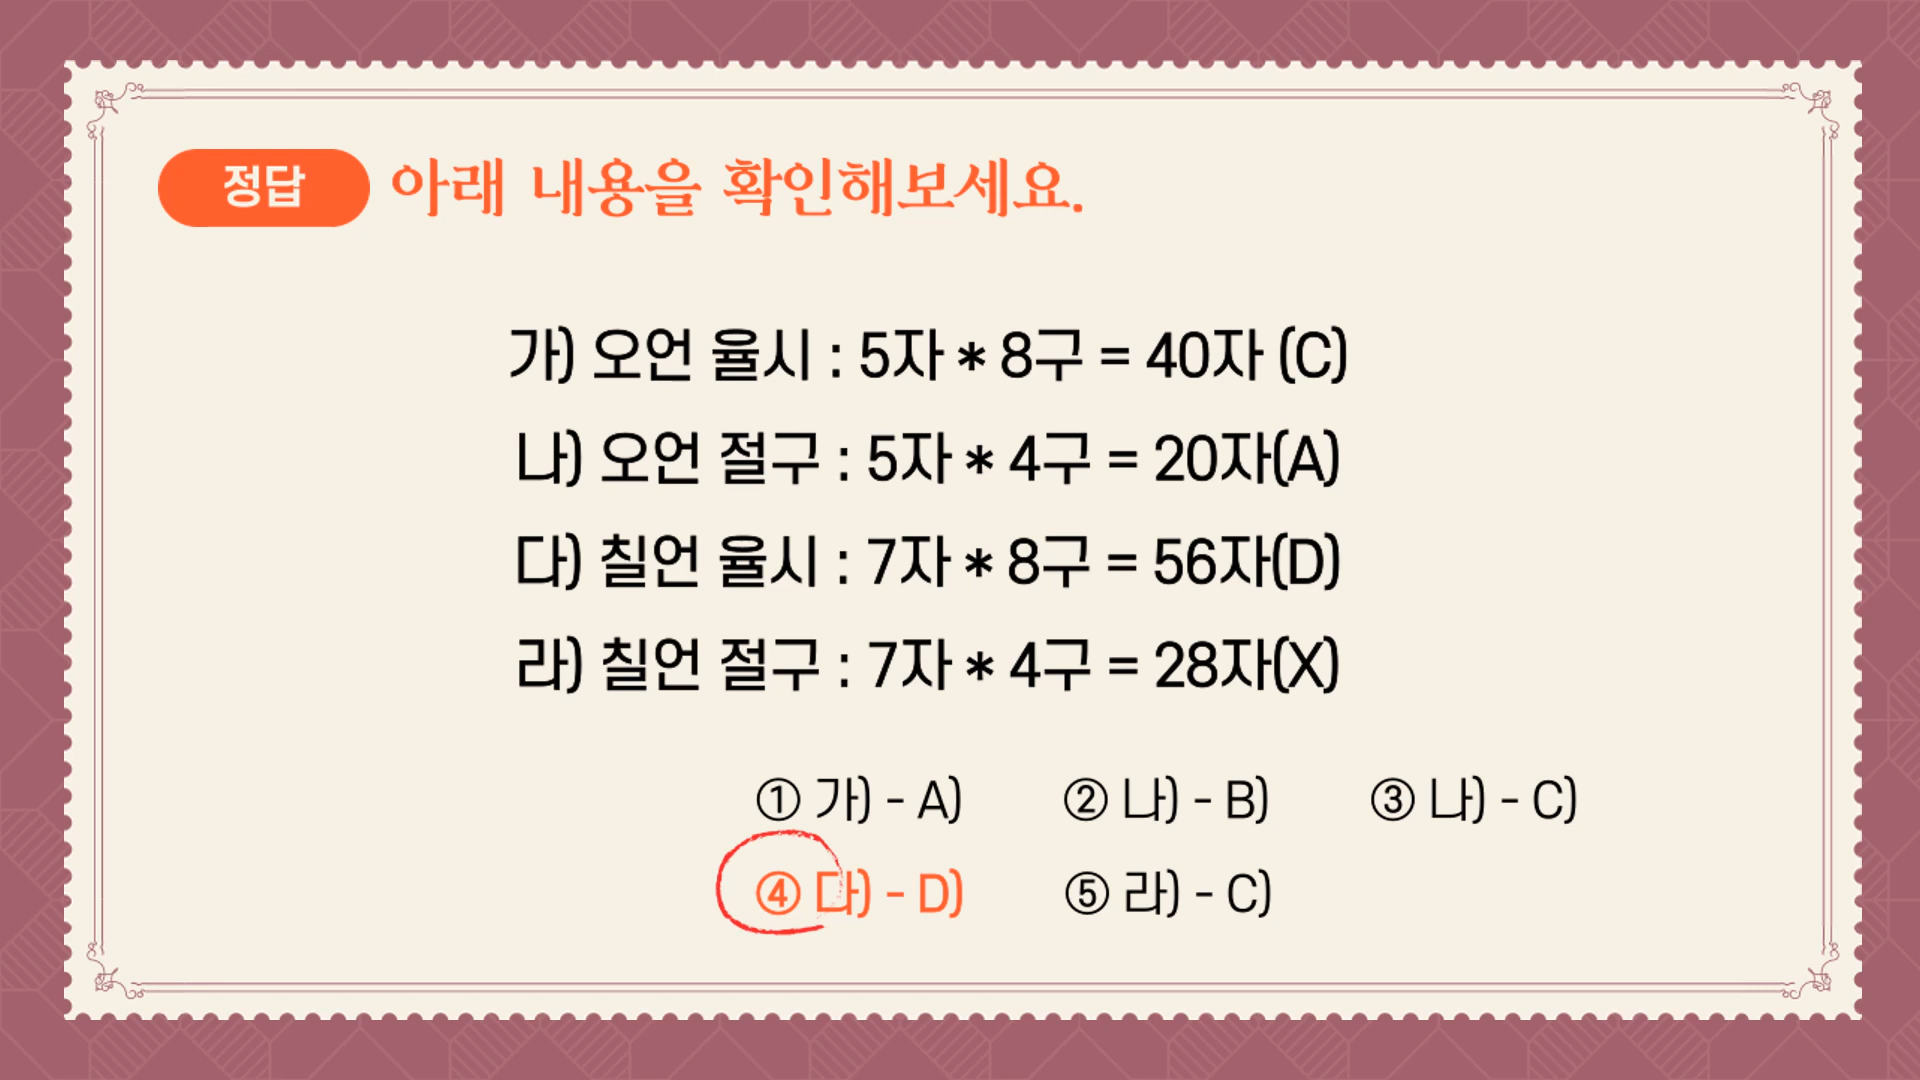 정답 아래 내용을 확인해보세요.
가) 오언 율시 : 5자 * 8구 = 40자 (C)
나) 오언 절구 : 5자 * 4구 = 20자(A)
다) 칠언 율시 : 7자 * 8구 = 56자(D)
라) 칠언 절구 : 7자 * 4구 = 28자(X)
① 가) - A) ② 나) - B) ③ 나) - C)
④ 다) - D) ⑤ 라) - C)